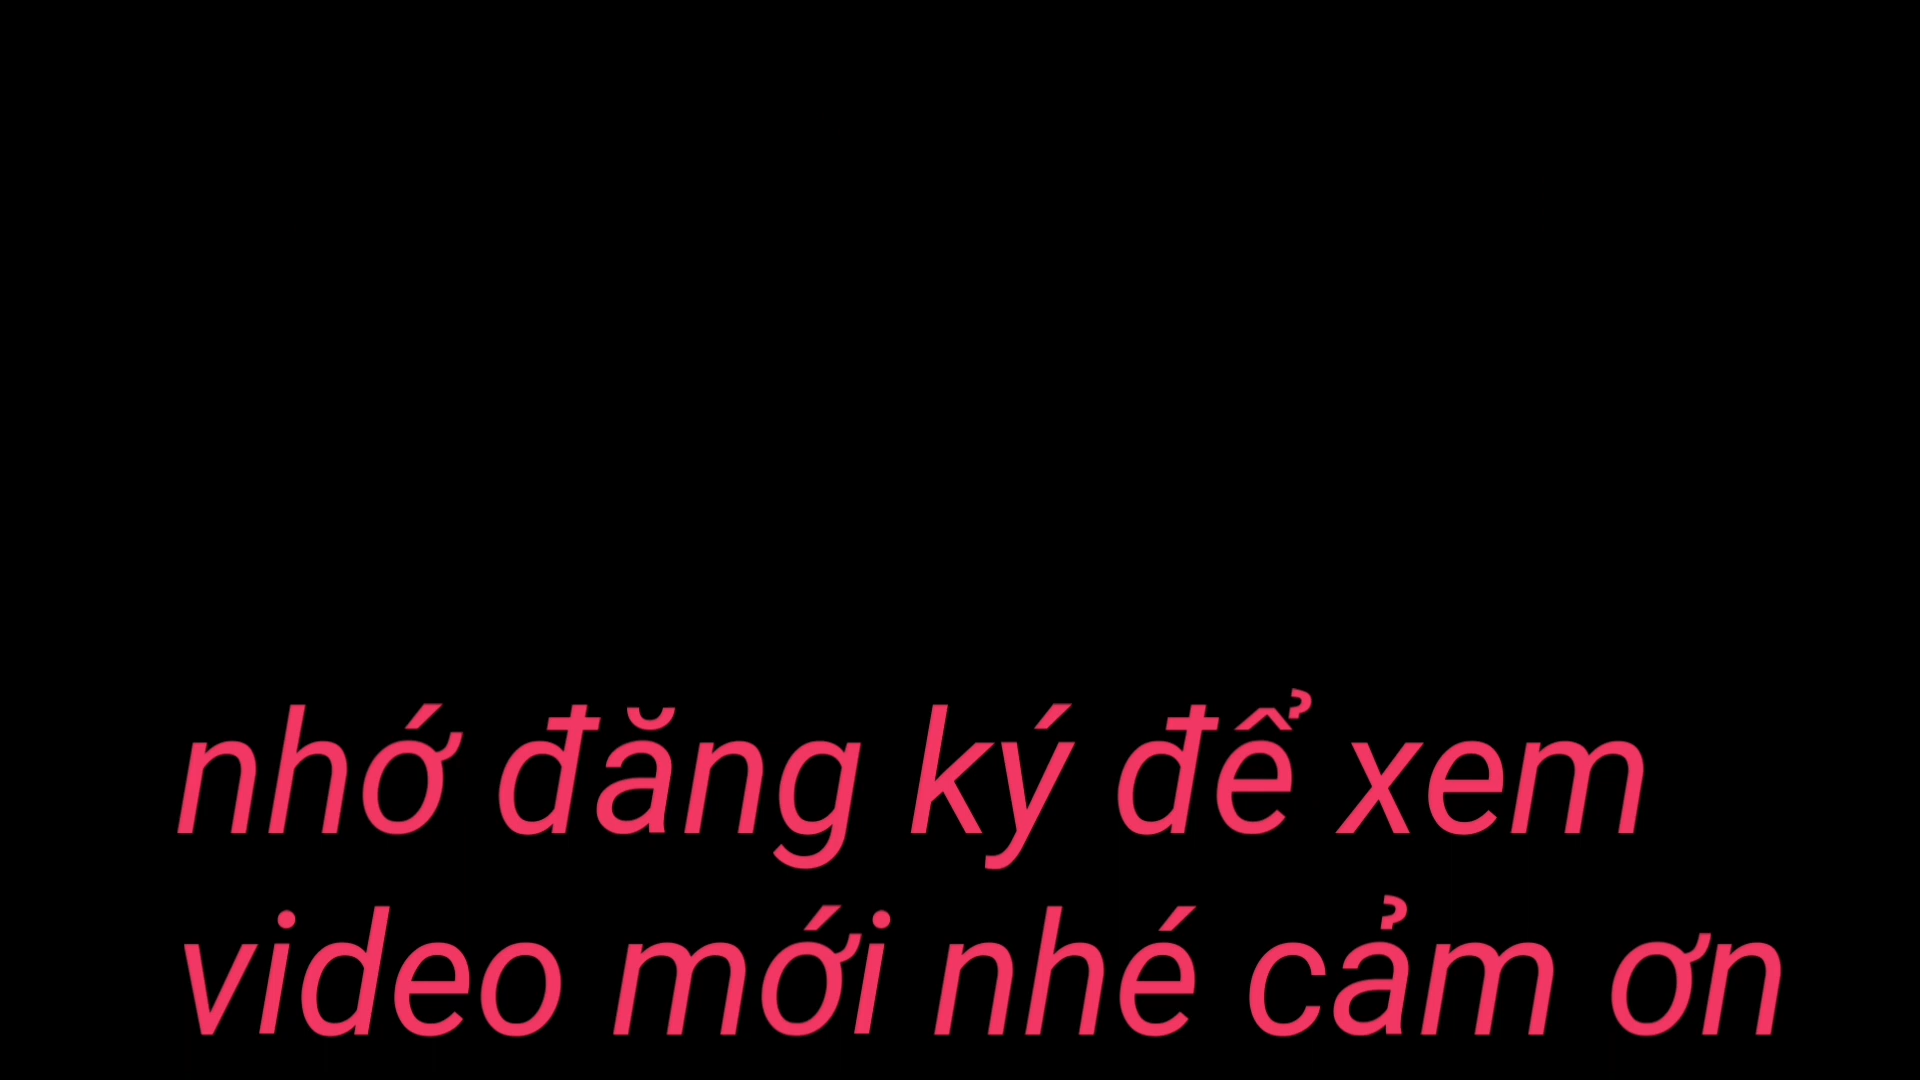 nhớ đăng ký để xem
video mới nhé cảm ơn